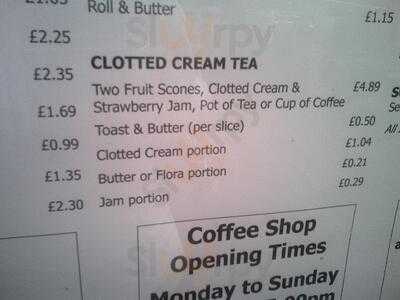 Roll & Butter £1.15
£2.25
CLOTTED CREAM TEA
£2.35
Two Fruit Scones, Clotted Cream & £4.89
Strawberry Jam, Pot of Tea or Cup of Coffee
£1.69
Toast & Butter (per slice) £0.50
£0.99
Clotted Cream portion £1.04
£1.35
Butter or Flora portion £0.21
£2.30
Jam portion £0.29
Coffee Shop
Opening Times
Monday to Sunday